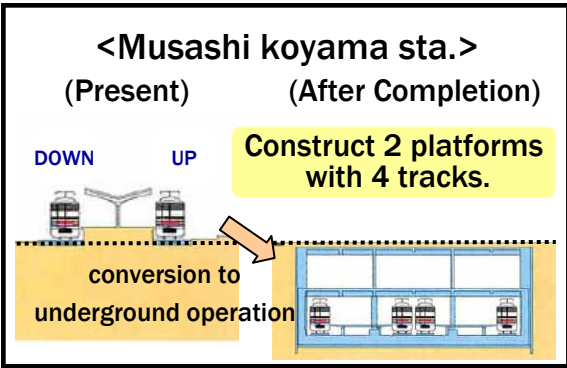 <Musashi koyama sta.>
(Present) (After Completion)
DOWN UP
Construct 2 platforms
with 4 tracks.
conversion to
underground operation